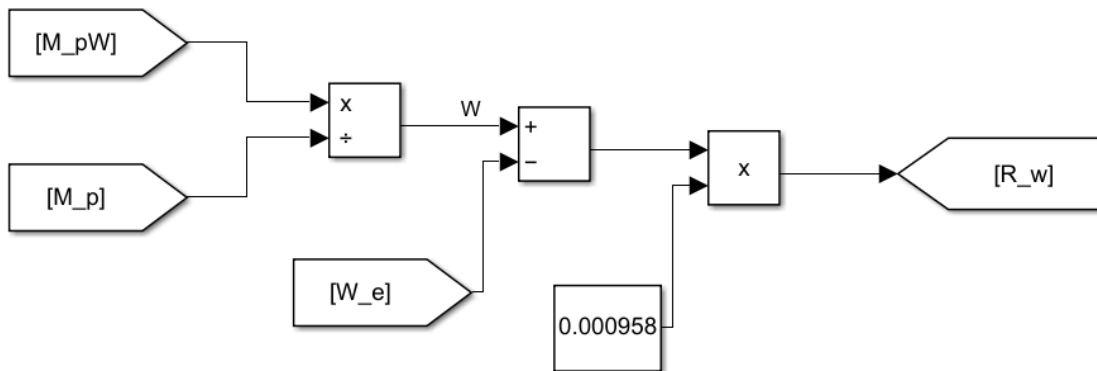 [M_pW]
x
÷
[M_p]
W
+
−
[W_e]
0.000958
x
[R_w]